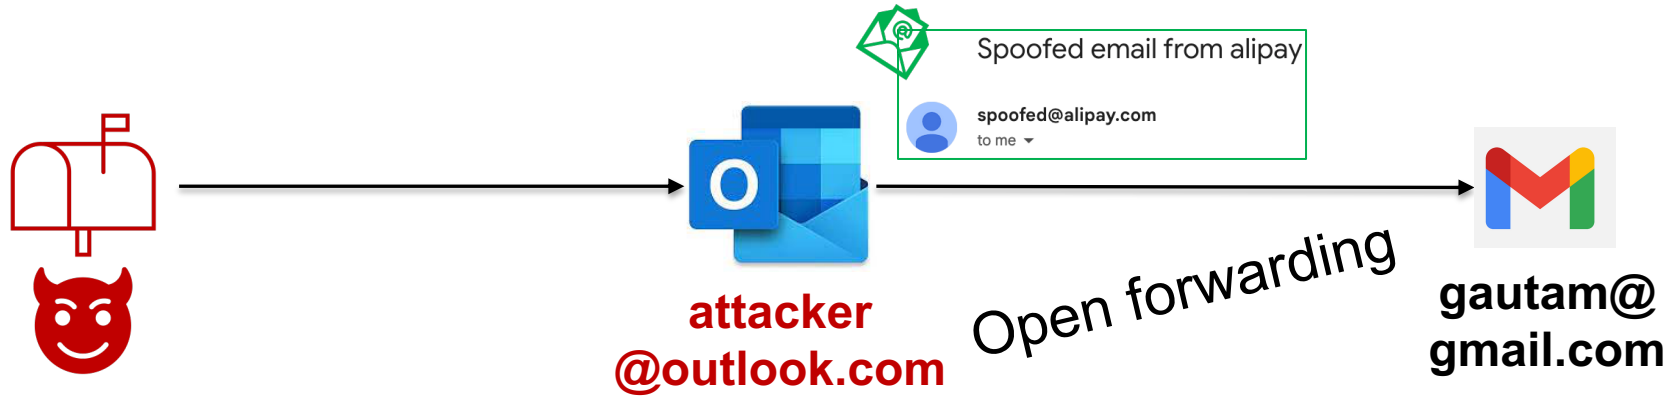 Spoofed email from alipay
spoofed@alipay.com
to me
O
attacker
@outlook.com
Open forwarding
gautam@
gmail.com